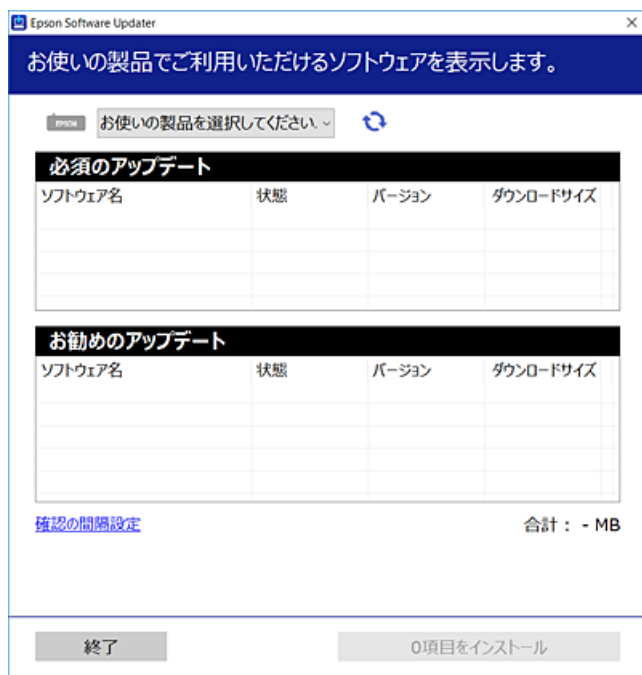 Epson Software Updater
お使いの製品でご利用いただけるソフトウェアを表示します。
EPSON お使いの製品を選択してください.
必須のアップデート
ソフトウェア名 状態 バージョン ダウンロードサイズ
お勧めのアップデート
ソフトウェア名 状態 バージョン ダウンロードサイズ
確認の間隔設定 合計： - MB
終了 0項目をインストール